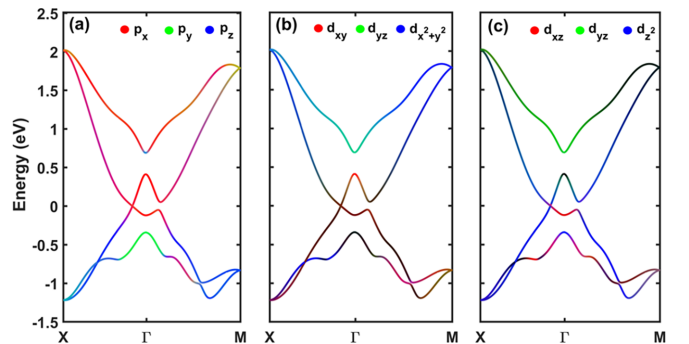 (a) p_x p_y p_z
(b) d_xy d_yz d_x²+y²
(c) d_xz d_yz d_z²
Energy (eV)
2.5
2
1.5
1
0.5
0
-0.5
-1
-1.5
X Γ M
X Γ M
X Γ M